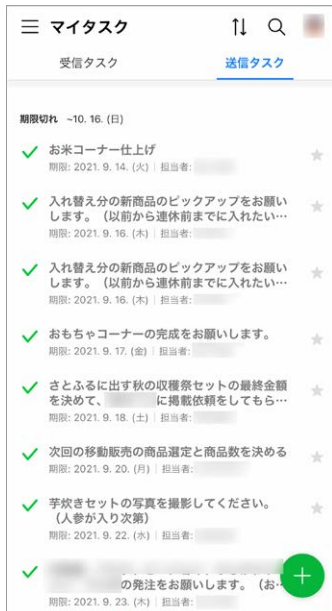 マイタスク
受信タスク 送信タスク
期限切れ ~10. 16. (日)
お米コーナー仕上げ
期限: 2021. 9. 14. (火) | 担当者:
入れ替え分の新商品のピックアップをお願い
します。（以前から連休前までに入れたい…
期限: 2021. 9. 16. (木) | 担当者:
入れ替え分の新商品のピックアップをお願い
します。（以前から連休前までに入れたい…
期限: 2021. 9. 16. (木) | 担当者:
おもちゃコーナーの完成をお願いします。
期限: 2021. 9. 17. (金) | 担当者:
さとふるに出す秋の収穫祭セットの最終金額
を決めて、 に掲載依頼をしてもら…
期限: 2021. 9. 18. (土) | 担当者:
次回の移動販売の商品選定と商品数を決める
期限: 2021. 9. 20. (月) | 担当者:
芋炊きセットの写真を撮影してください。
（人参が入り次第）
期限: 2021. 9. 22. (水) | 担当者:
の発注をお願いします。（お…
期限: 2021. 9. 23. (木) | 担当者: